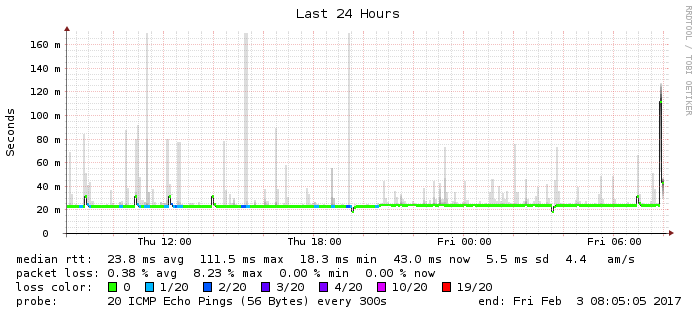 Last 24 Hours
RRDTOOL / TOBI OETIKER
Seconds
160 m
140 m
120 m
100 m
80 m
60 m
40 m
20 m
0
Thu 12:00 Thu 18:00 Fri 00:00 Fri 06:00
median rtt: 23.8 ms avg 111.5 ms max 18.3 ms min 43.0 ms now 5.5 ms sd 4.4 am/s
packet loss: 0.38 % avg 8.23 % max 0.00 % min 0.00 % now
loss color: 0 1/20 2/20 3/20 4/20 10/20 19/20
probe: 20 ICMP Echo Pings (56 Bytes) every 300s end: Fri Feb 3 08:05:05 2017